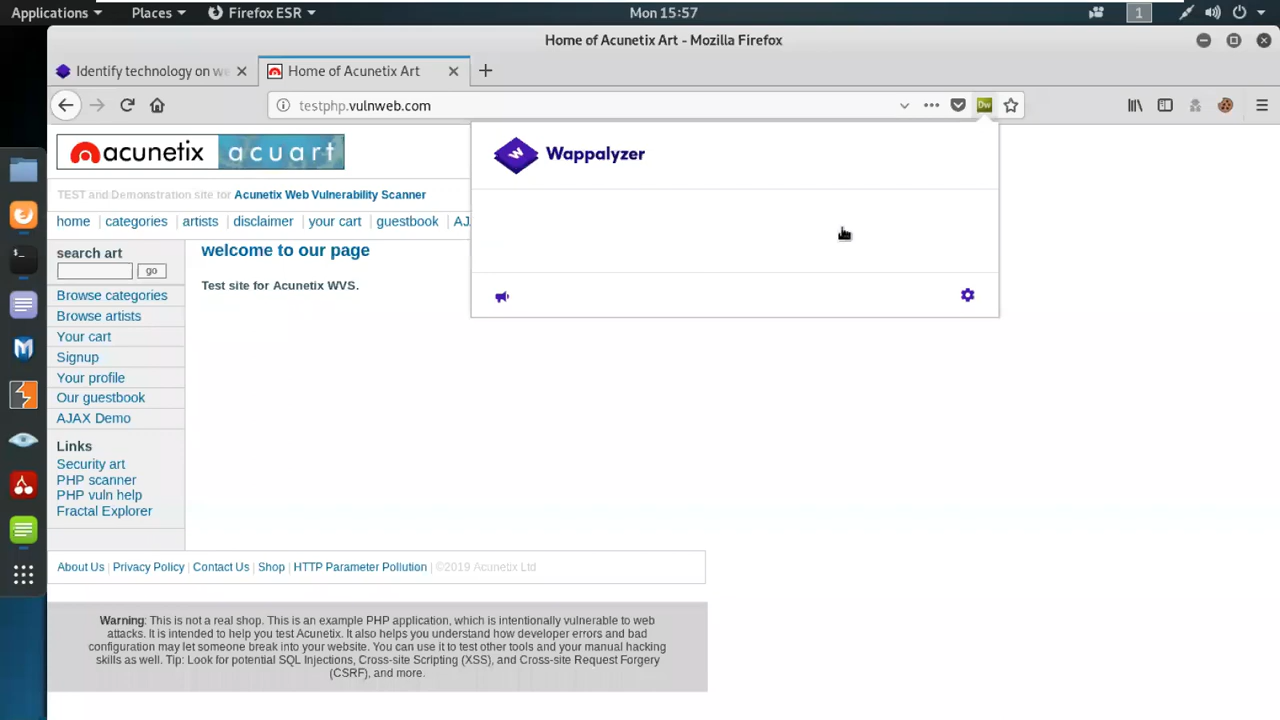 Applications Places Firefox ESR Mon 15:57 1
Home of Acunetix Art - Mozilla Firefox
Identify technology on we Home of Acunetix Art
testphp.vulnweb.com Dw
acunetix acuart
Wappalyzer
TEST and Demonstration site for Acunetix Web Vulnerability Scanner
home | categories | artists | disclaimer | your cart | guestbook | AJ
search art
go
Browse categories
Browse artists
Your cart
Signup
Your profile
Our guestbook
AJAX Demo
Links
Security art
PHP scanner
PHP vuln help
Fractal Explorer
welcome to our page
Test site for Acunetix WVS.
About Us | Privacy Policy | Contact Us | Shop | HTTP Parameter Pollution | ©2019 Acunetix Ltd
Warning: This is not a real shop. This is an example PHP application, which is intentionally vulnerable to web
attacks. It is intended to help you test Acunetix. It also helps you understand how developer errors and bad
configuration may let someone break into your website. You can use it to test other tools and your manual hacking
skills as well. Tip: Look for potential SQL Injections, Cross-site Scripting (XSS), and Cross-site Request Forgery
(CSRF), and more.